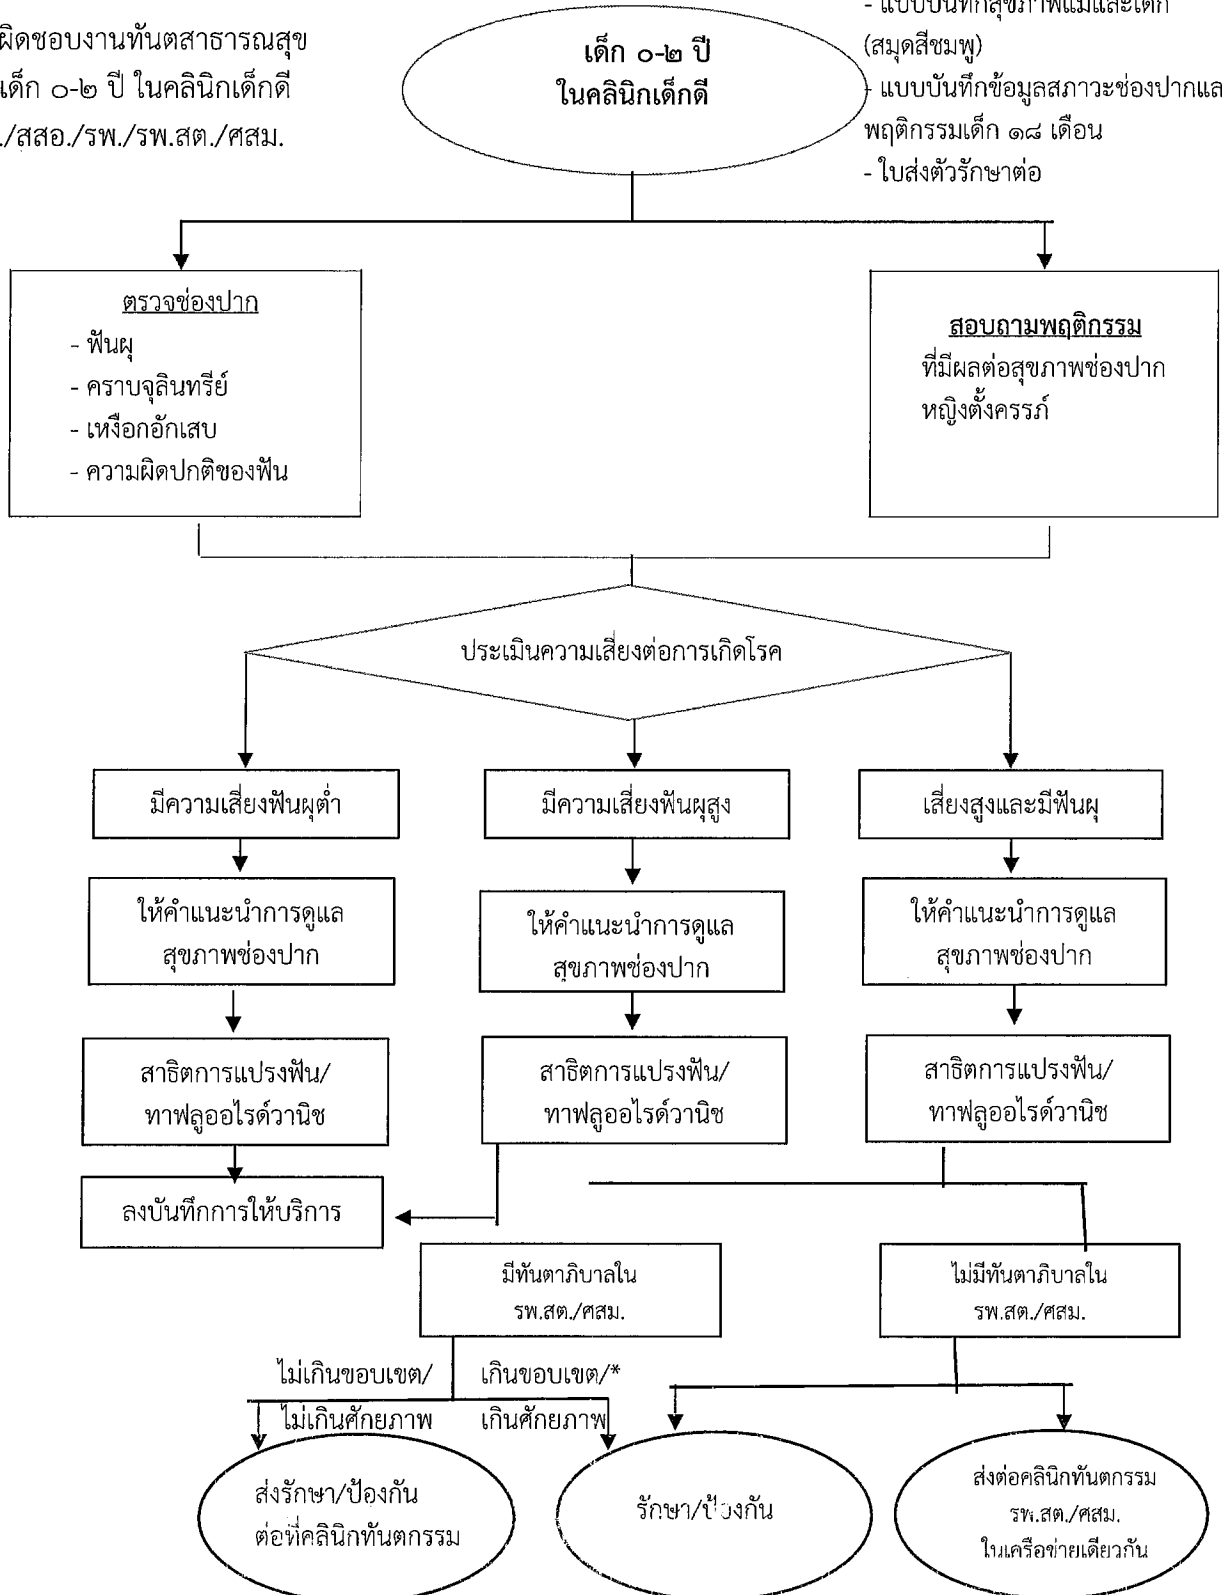 ผิดชอบงานทันตสาธารณสุข
เด็ก ๐-๒ ปี ในคลินิกเด็กดี
./สสอ./รพ./รพ.สต./ศสม.
เด็ก ๐-๒ ปี
ในคลินิกเด็กดี
- แบบบันทึกสุขภาพแม่และเด็ก
(สมุดสีชมพู)
- แบบบันทึกข้อมูลสภาวะช่องปากแล
พฤติกรรมเด็ก ๑๘ เดือน
- ใบส่งตัวรักษาต่อ
ตรวจช่องปาก
- ฟันผุ
- คราบจุลินทรีย์
- เหงือกอักเสบ
- ความผิดปกติของฟัน
สอบถามพฤติกรรม
ที่มีผลต่อสุขภาพช่องปาก
หญิงตั้งครรภ์
ประเมินความเสี่ยงต่อการเกิดโรค
มีความเสี่ยงฟันผุต่ำ
มีความเสี่ยงฟันผุสูง
เสี่ยงสูงและมีฟันผุ
ให้คำแนะนำการดูแล
สุขภาพช่องปาก
ให้คำแนะนำการดูแล
สุขภาพช่องปาก
ให้คำแนะนำการดูแล
สุขภาพช่องปาก
สาธิตการแปรงฟัน/
ทาฟลูออไรด์วานิช
สาธิตการแปรงฟัน/
ทาฟลูออไรด์วานิช
สาธิตการแปรงฟัน/
ทาฟลูออไรด์วานิช
ลงบันทึกการให้บริการ
มีทันตาภิบาลใน
รพ.สต./ศสม.
ไม่มีทันตาภิบาลใน
รพ.สต./ศสม.
ไม่เกินขอบเขต/
ไม่เกินศักยภาพ
เกินขอบเขต/*
เกินศักยภาพ
ส่งรักษา/ป้องกัน
ต่อที่คลินิกทันตกรรม
รักษา/ป้องกัน
ส่งต่อคลินิกทันตกรรม
รพ.สต./ศสม.
ในเครือข่ายเดียวกัน